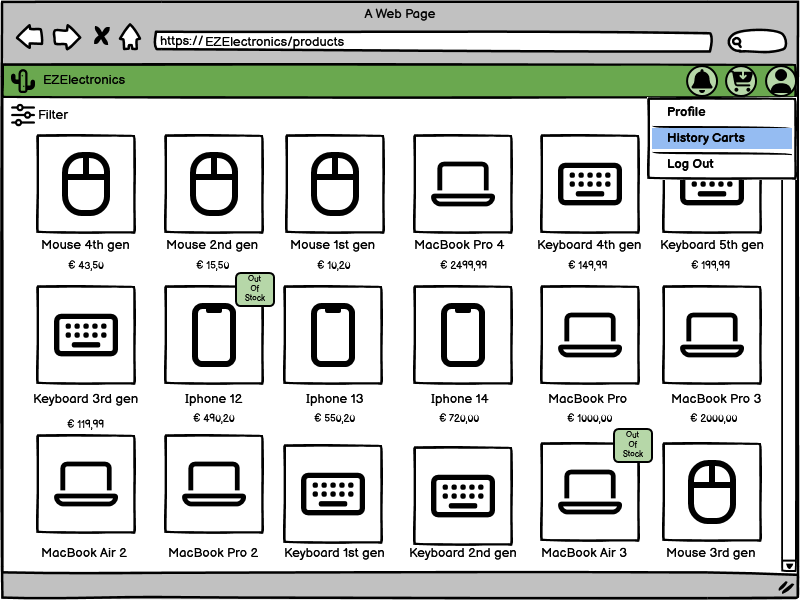 A Web Page
https:// EZElectronics/products
EZElectronics
Filter
Profile
History Carts
Log Out
Mouse 4th gen
€ 43,50
Mouse 2nd gen
€ 15,50
Mouse 1st gen
€ 10,20
MacBook Pro 4
€ 2499,99
Keyboard 4th gen
€ 149,99
Keyboard 5th gen
€ 199,99
Keyboard 3rd gen
€ 119,99
Out
Of
Stock
Iphone 12
€ 490,20
Iphone 13
€ 550,20
Iphone 14
€ 720,00
MacBook Pro
€ 1000,00
MacBook Pro 3
€ 2000,00
MacBook Air 2
MacBook Pro 2
Keyboard 1st gen
Keyboard 2nd gen
Out
Of
Stock
MacBook Air 3
Mouse 3rd gen